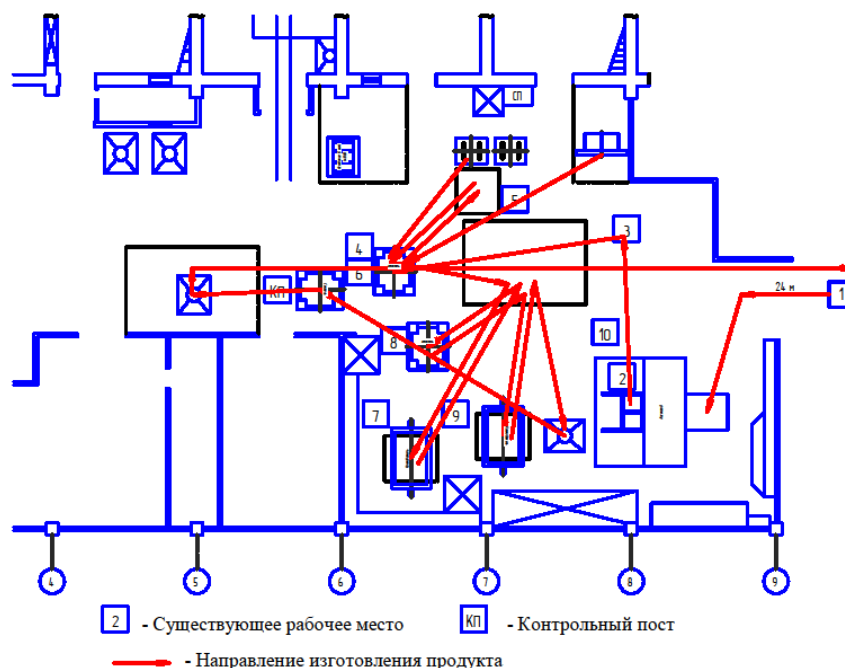 СП
5
3
4
6
КП
24 м
1
10
8
2
7
9
4
5
6
7
8
9
2 - Существующее рабочее место
КП - Контрольный пост
- Направление изготовления продукта